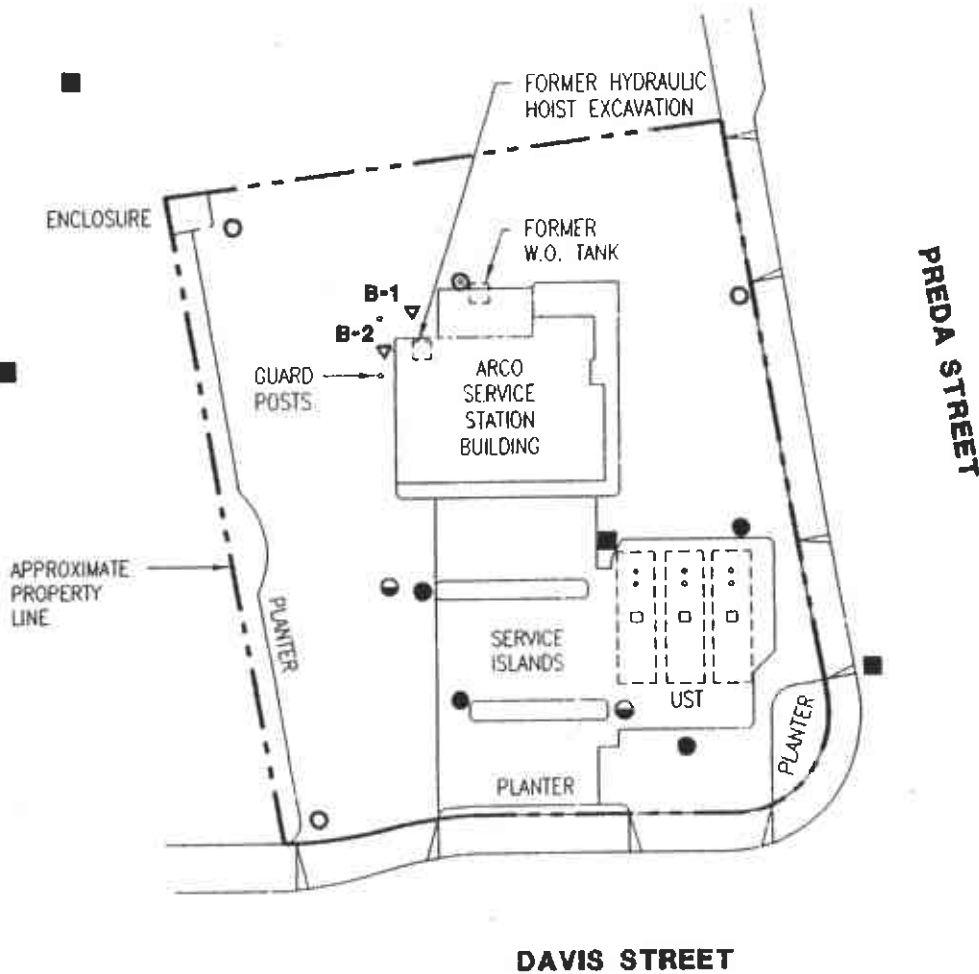 FORMER HYDRAULIC
HOIST EXCAVATION
ENCLOSURE
FORMER
W.O. TANK
B-1
B-2
GUARD
POSTS
ARCO
SERVICE
STATION
BUILDING
PREDA STREET
APPROXIMATE
PROPERTY
LINE
PLANTER
SERVICE
ISLANDS
UST
PLANTER
PLANTER
DAVIS STREET